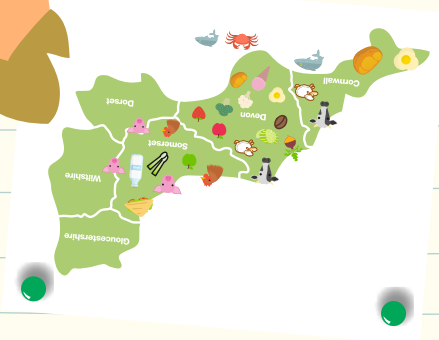 Cornwall
Devon
Dorset
Somerset
Wiltshire
Gloucestershire